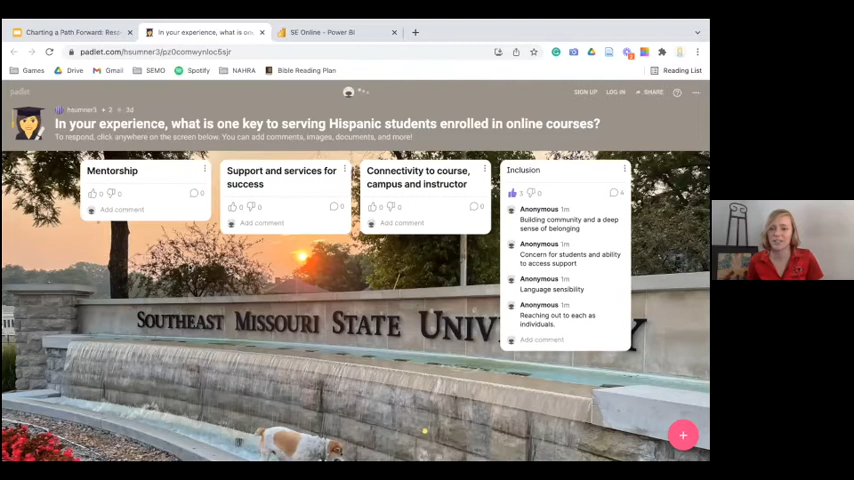 Charting a Path Forward: Resp
In your experience, what is one
SE Online - Power BI
padlet.com/hsumner3/pz0comwynloc5sjr
Games
Drive
Gmail
SEMO
Spotify
NAHRA
Bible Reading Plan
Reading List
padlet
SIGN UP
LOG IN
SHARE
hsumner3 + 2 3d
In your experience, what is one key to serving Hispanic students enrolled in online courses?
To respond, click anywhere on the screen below. You can add comments, images, documents, and more!
Mentorship
0 0 0
Add comment
Support and services for
success
0 0 0
Add comment
Connectivity to course,
campus and instructor
0 0 0
Add comment
Inclusion
3 0 4
Anonymous 1m
Building community and a deep
sense of belonging
Anonymous 1m
Concern for students and ability
to access support
Anonymous 1m
Language sensibility
Anonymous 1m
Reaching out to each as
individuals.
Add comment
SOUTHEAST MISSOURI STATE UNIV Y